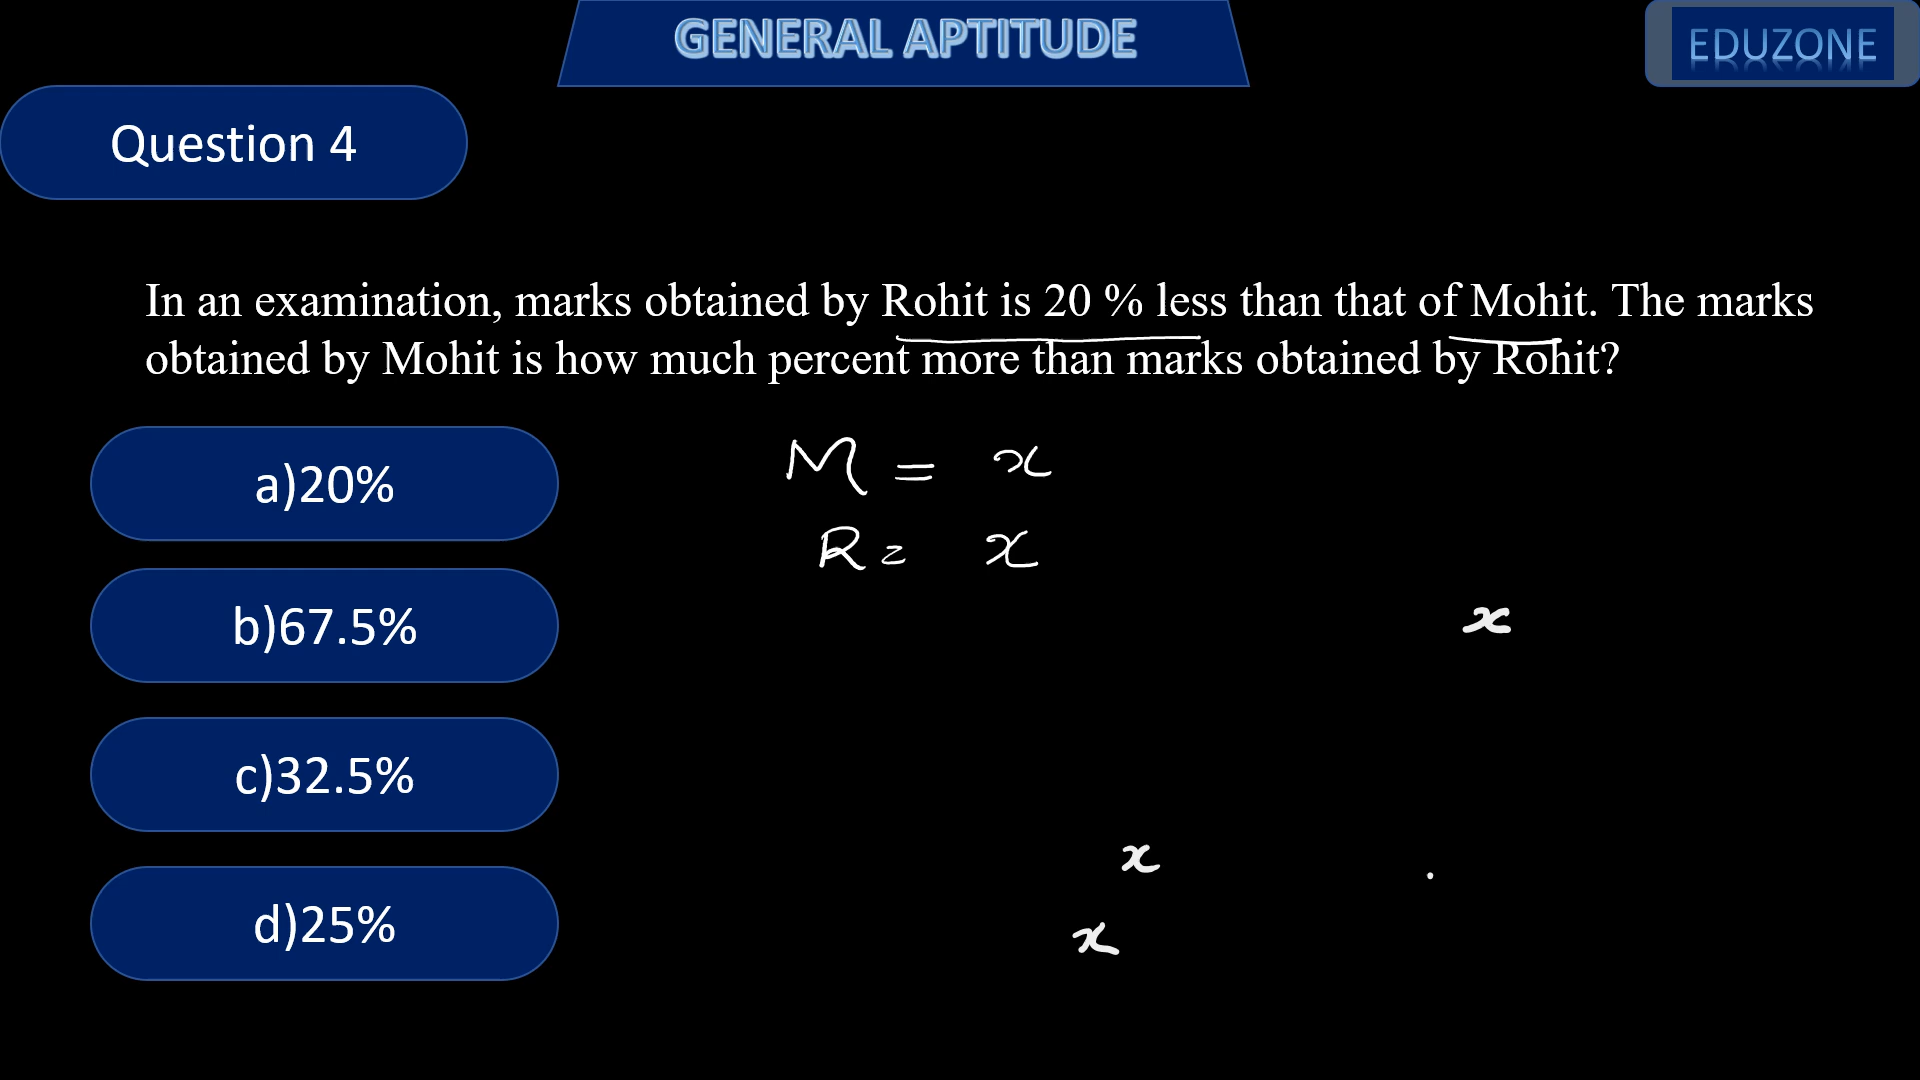 GENERAL APTITUDE
EDUZONE
Question 4
In an examination, marks obtained by Rohit is 20 % less than that of Mohit. The marks
obtained by Mohit is how much percent more than marks obtained by Rohit?
a)20%
M = x
R = x
b)67.5%
x
c)32.5%
x
d)25%
x